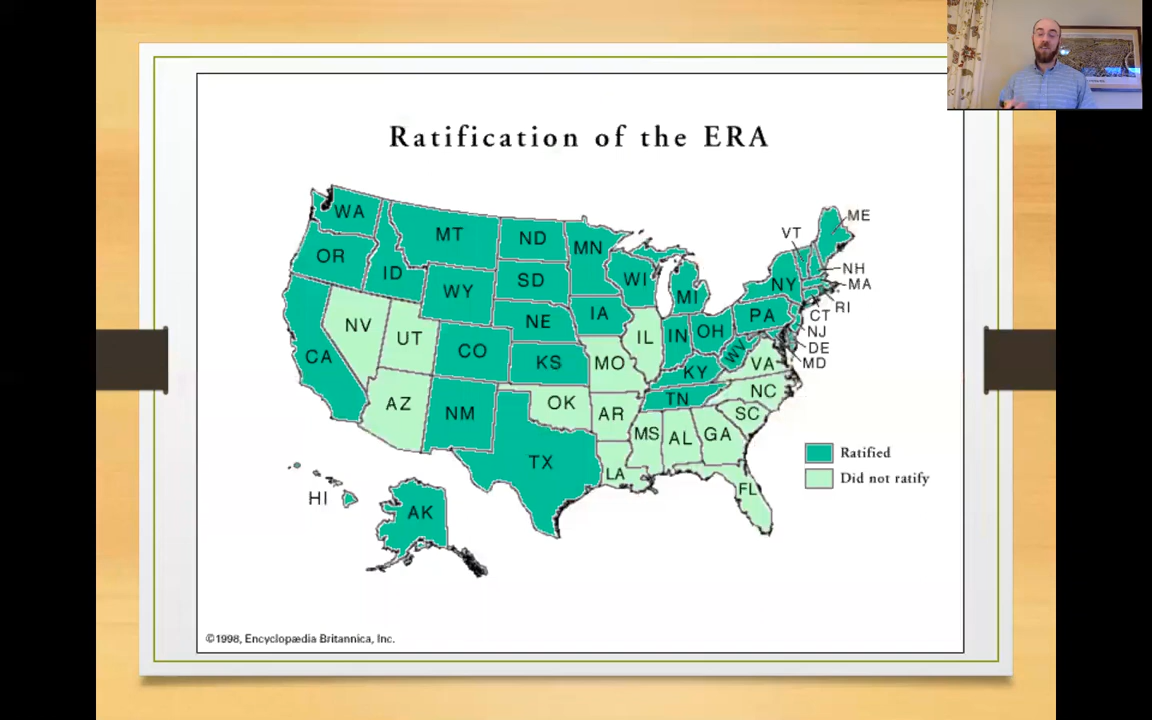 Ratification of the ERA
WA
MT
ND
MN
ME
VT
OR
ID
WY
SD
WI
MI
NY
NH
MA
RI
CT
NV
UT
CO
NE
IA
IL
IN
OH
PA
NJ
DE
MD
CA
AZ
NM
KS
MO
KY
WV
VA
OK
AR
TN
NC
SC
TX
LA
MS
AL
GA
FL
HI
AK
Ratified
Did not ratify
©1998, Encyclopædia Britannica, Inc.